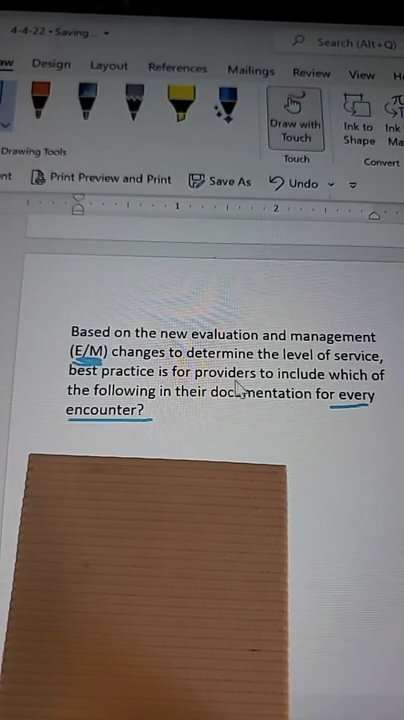 4-4-22 • Saving...
Search (Alt+Q)
Design Layout References Mailings Review View
Draw with Touch
Ink to Shape
Ink
Drawing Tools
Touch
Convert
Print Preview and Print Save As Undo
1 2
Based on the new evaluation and management
(E/M) changes to determine the level of service,
best practice is for providers to include which of
the following in their documentation for every
encounter?